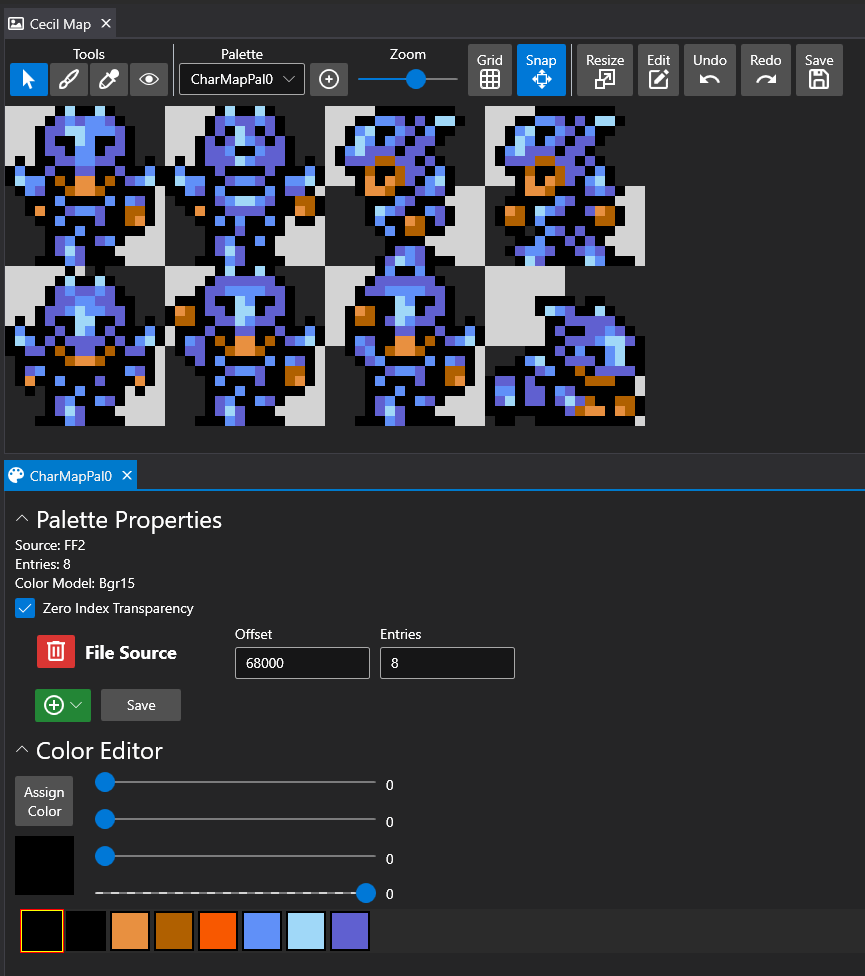 Cecil Map
Tools
Palette
Zoom
CharMapPal0
Grid
Snap
Resize
Edit
Undo
Redo
Save
CharMapPal0
Palette Properties
Source: FF2
Entries: 8
Color Model: Bgr15
Zero Index Transparency
File Source
Offset
Entries
68000
8
Save
Color Editor
Assign
Color
0
0
0
0